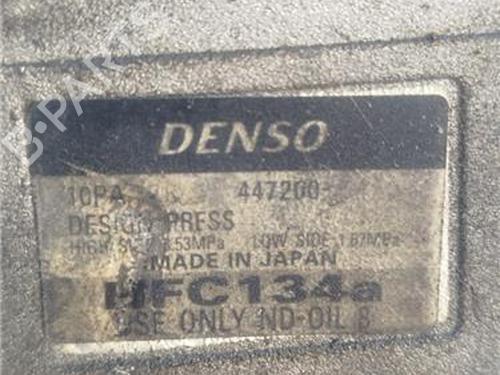 DENSO
10PA 447200-
DESIGN PRESS
HIGH SIDE 3.53MPa LOW SIDE 1.67MPa
MADE IN JAPAN
HFC134a
USE ONLY ND-OIL 8
B-PARTS